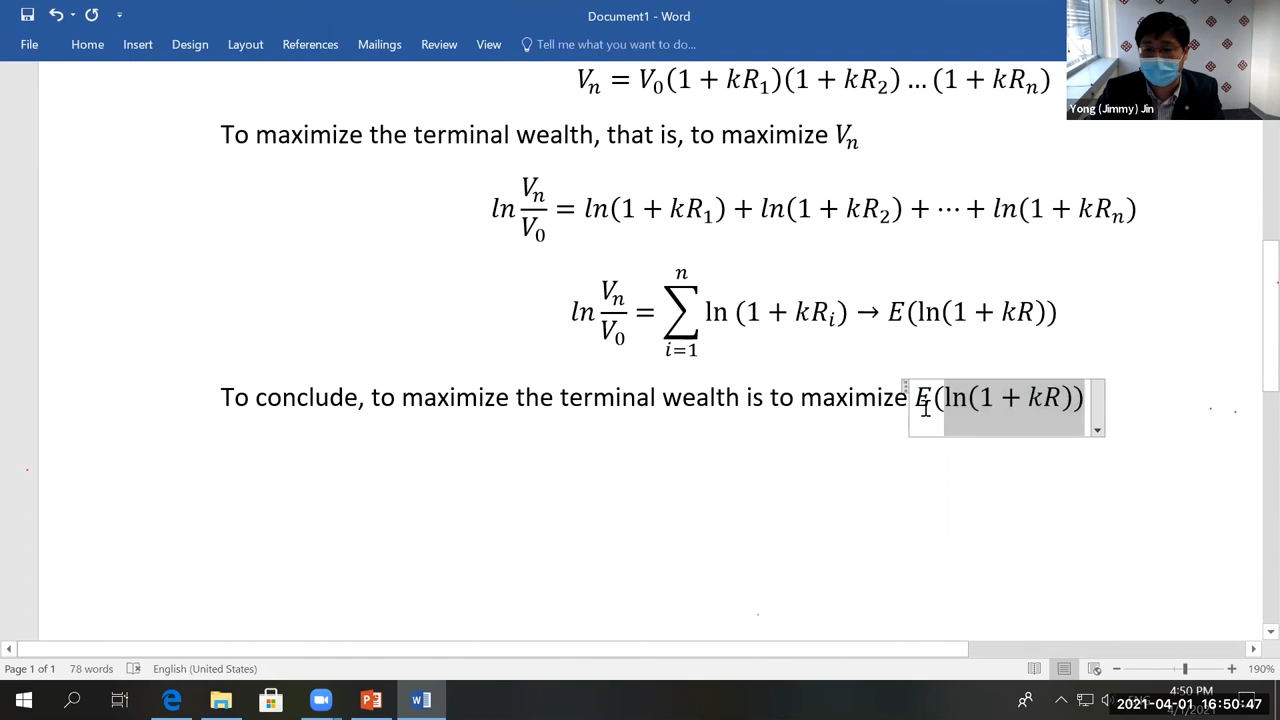 Document1 - Word
File Home Insert Design Layout References Mailings Review View Tell me what you want to do...
Yong (Jimmy) Jin
Vₙ = V₀(1 + kR₁)(1 + kR₂) … (1 + kRₙ)
To maximize the terminal wealth, that is, to maximize Vₙ
ln Vₙ/V₀ = ln(1 + kR₁) + ln(1 + kR₂) + ⋯ + ln(1 + kRₙ)
ln Vₙ/V₀ = ∑ᵢ₌₁ⁿ ln (1 + kRᵢ) → E(ln(1 + kR))
To conclude, to maximize the terminal wealth is to maximize E(ln(1 + kR))
Page 1 of 1 78 words English (United States) 190%
4:50 PM
2021-04-01 16:50:47